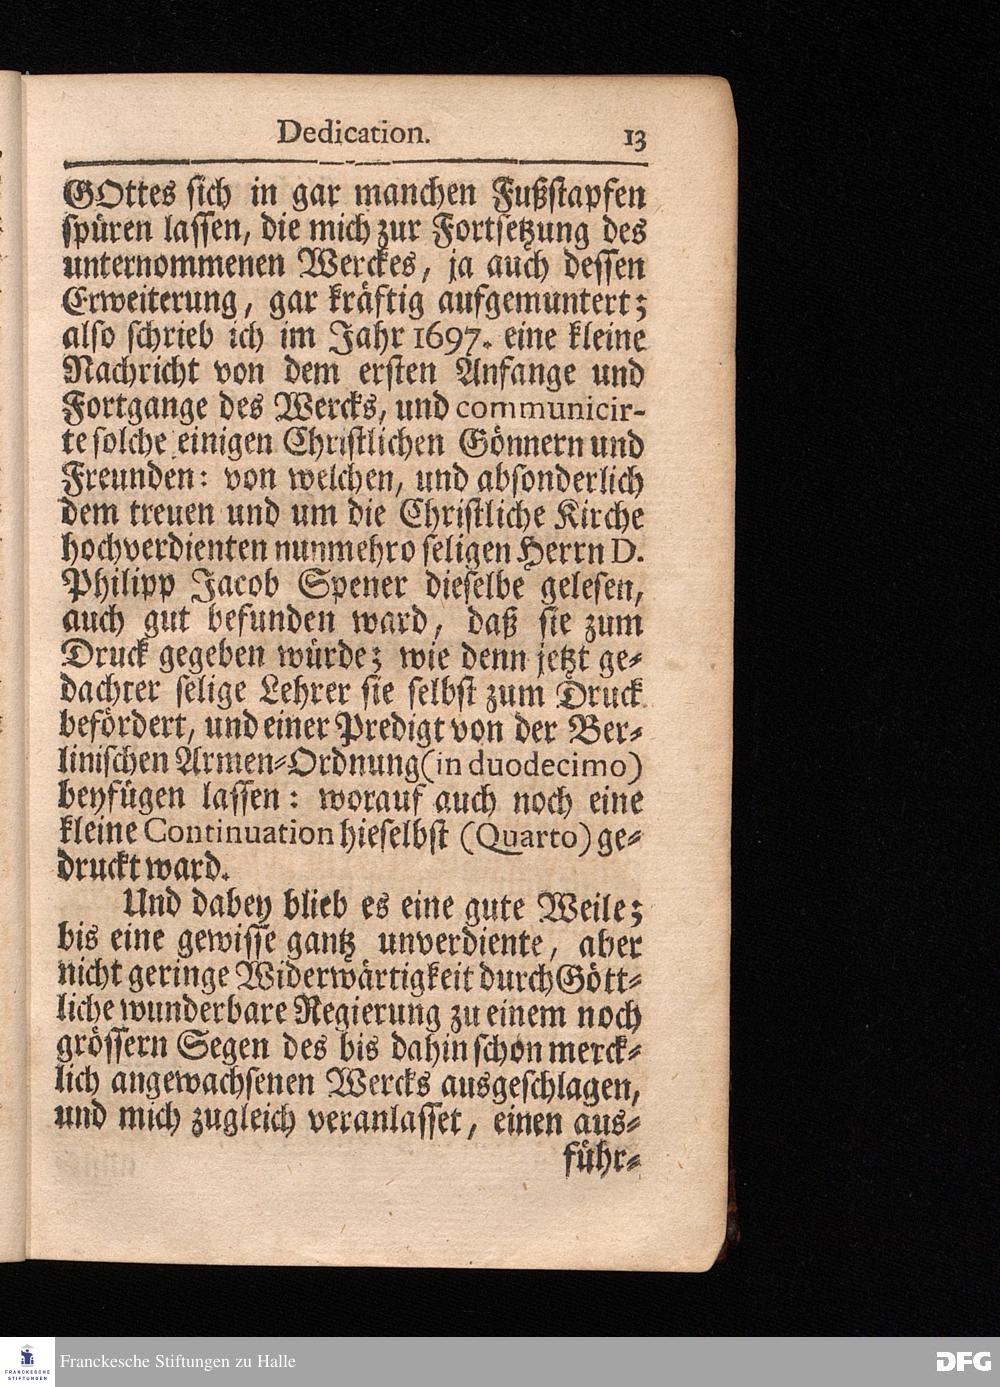 Dedication. 13
GOttes sich in gar manchen Fußstapfen
spüren lassen, die mich zur Fortsetzung des
unternommenen Werckes, ja auch dessen
Erweiterung, gar kräftig aufgemuntert;
also schrieb ich im Jahr 1697. eine kleine
Nachricht von dem ersten Anfange und
Fortgange des Wercks, und communicir-
te solche einigen Christlichen Gönnern und
Freunden: von welchen, und absonderlich
dem treuen und um die Christliche Kirche
hochverdienten nunmehro seligen Herrn D.
Philipp Jacob Spener dieselbe gelesen,
auch gut befunden ward, daß sie zum
Druck gegeben würde; wie denn jetzt ge-
dachter selige Lehrer sie selbst zum Druck
befördert, und einer Predigt von der Ber-
linischen Armen-Ordnung (in duodecimo)
beyfügen lassen: worauf auch noch eine
kleine Continuation hieselbst (Quarto) ge-
druckt ward.
Und dabey blieb es eine gute Weile;
bis eine gewisse gantz unverdiente, aber
nicht geringe Widerwärtigkeit durch Gött-
liche wunderbare Regierung zu einem noch
grössern Segen des bis dahin schon merck-
lich angewachsenen Wercks ausgeschlagen,
und mich zugleich veranlasset, einen aus-
führ-
FRANCKESCHE
STIFTUNGEN
Franckesche Stiftungen zu Halle
DFG